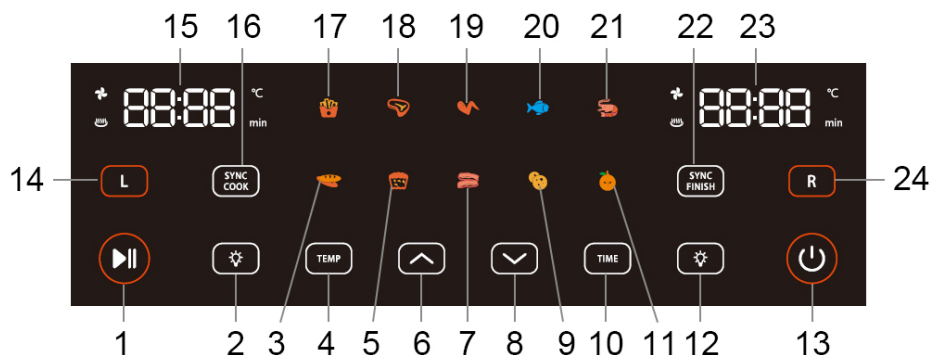 15 16 17 18 19 20 21 22 23
88:88 °C 88:88 °C
min min
14 L SYNC COOK SYNC FINISH R 24
TEMP TIME
1 2 3 4 5 6 7 8 9 10 11 12 13